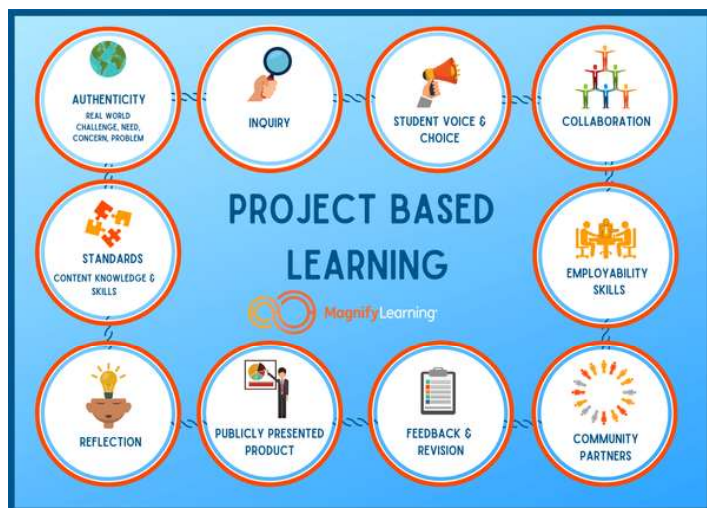 AUTHENTICITY
REAL WORLD
CHALLENGE, NEED,
CONCERN, PROBLEM
INQUIRY
STUDENT VOICE &
CHOICE
COLLABORATION
PROJECT BASED
LEARNING
MagnifyLearning
STANDARDS
CONTENT KNOWLEDGE &
SKILLS
EMPLOYABILITY
SKILLS
REFLECTION
PUBLICLY PRESENTED
PRODUCT
FEEDBACK &
REVISION
COMMUNITY
PARTNERS